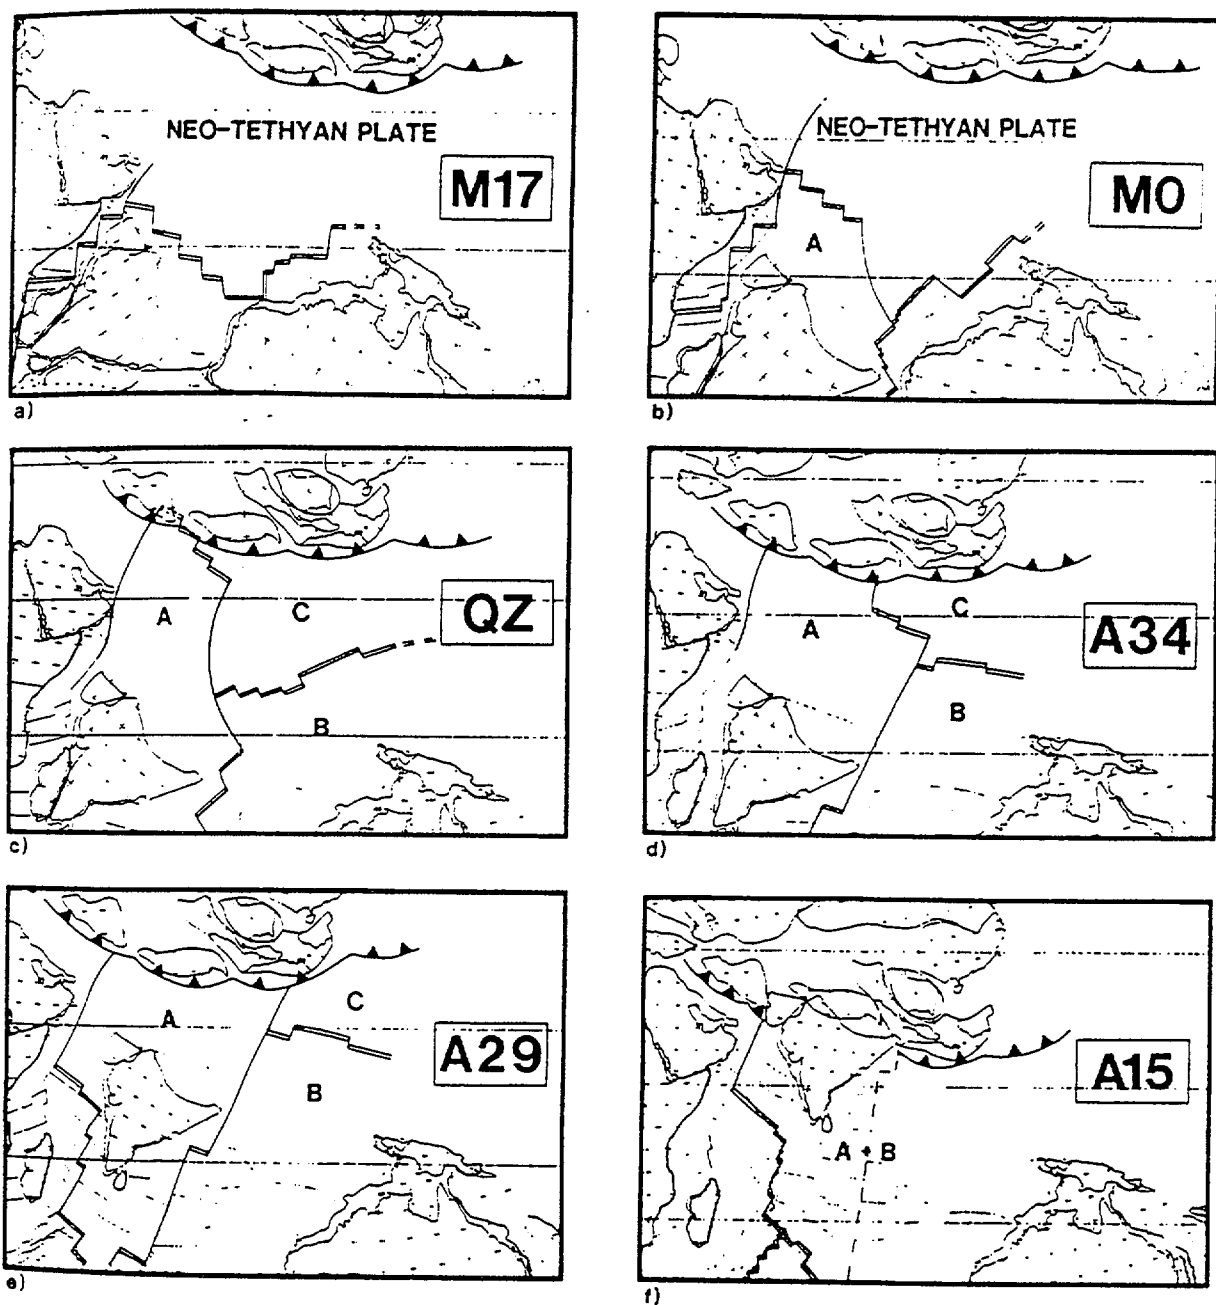 NEO-TETHYAN PLATE
M17
a)
NEO-TETHYAN PLATE
M0
A
b)
A
C
QZ
B
c)
A
C
A34
B
d)
A
C
A29
B
e)
A15
A + B
f)